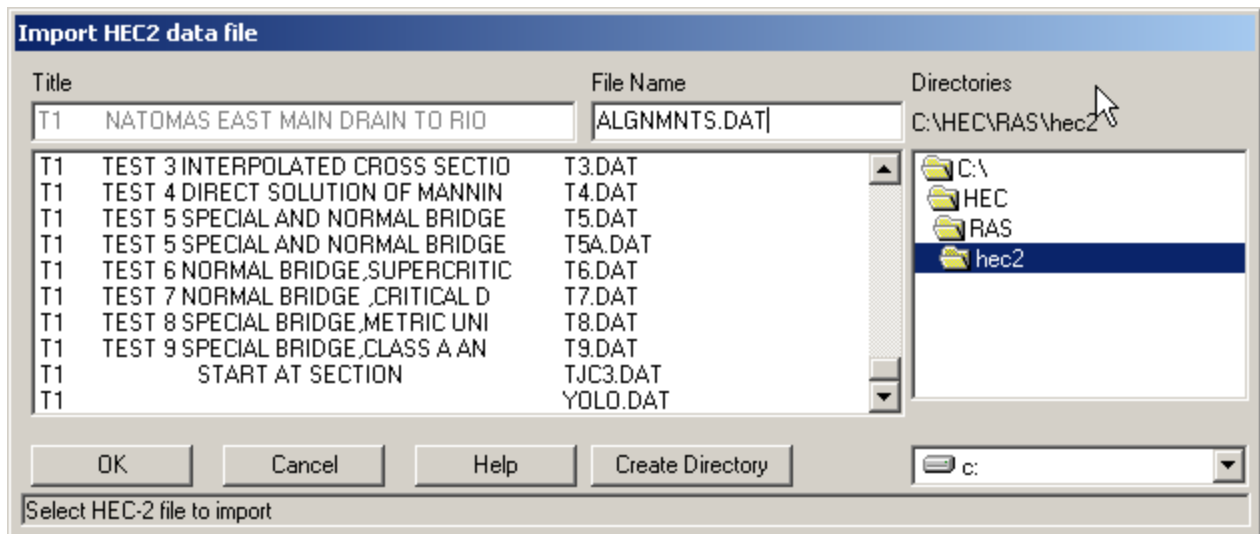 Import HEC2 data file
Title File Name Directories
T1 NATOMAS EAST MAIN DRAIN TO RIO ALGNMNTS.DAT C:\HEC\RAS\hec2
T1 TEST 3 INTERPOLATED CROSS SECTIO T3.DAT
T1 TEST 4 DIRECT SOLUTION OF MANNIN T4.DAT
T1 TEST 5 SPECIAL AND NORMAL BRIDGE T5.DAT
T1 TEST 5 SPECIAL AND NORMAL BRIDGE T5A.DAT
T1 TEST 6 NORMAL BRIDGE,SUPERCRITIC T6.DAT
T1 TEST 7 NORMAL BRIDGE ,CRITICAL D T7.DAT
T1 TEST 8 SPECIAL BRIDGE,METRIC UNI T8.DAT
T1 TEST 9 SPECIAL BRIDGE,CLASS A AN T9.DAT
T1 START AT SECTION TJC3.DAT
T1 YOLO.DAT
C:\
HEC
RAS
hec2
OK Cancel Help Create Directory c:
Select HEC-2 file to import